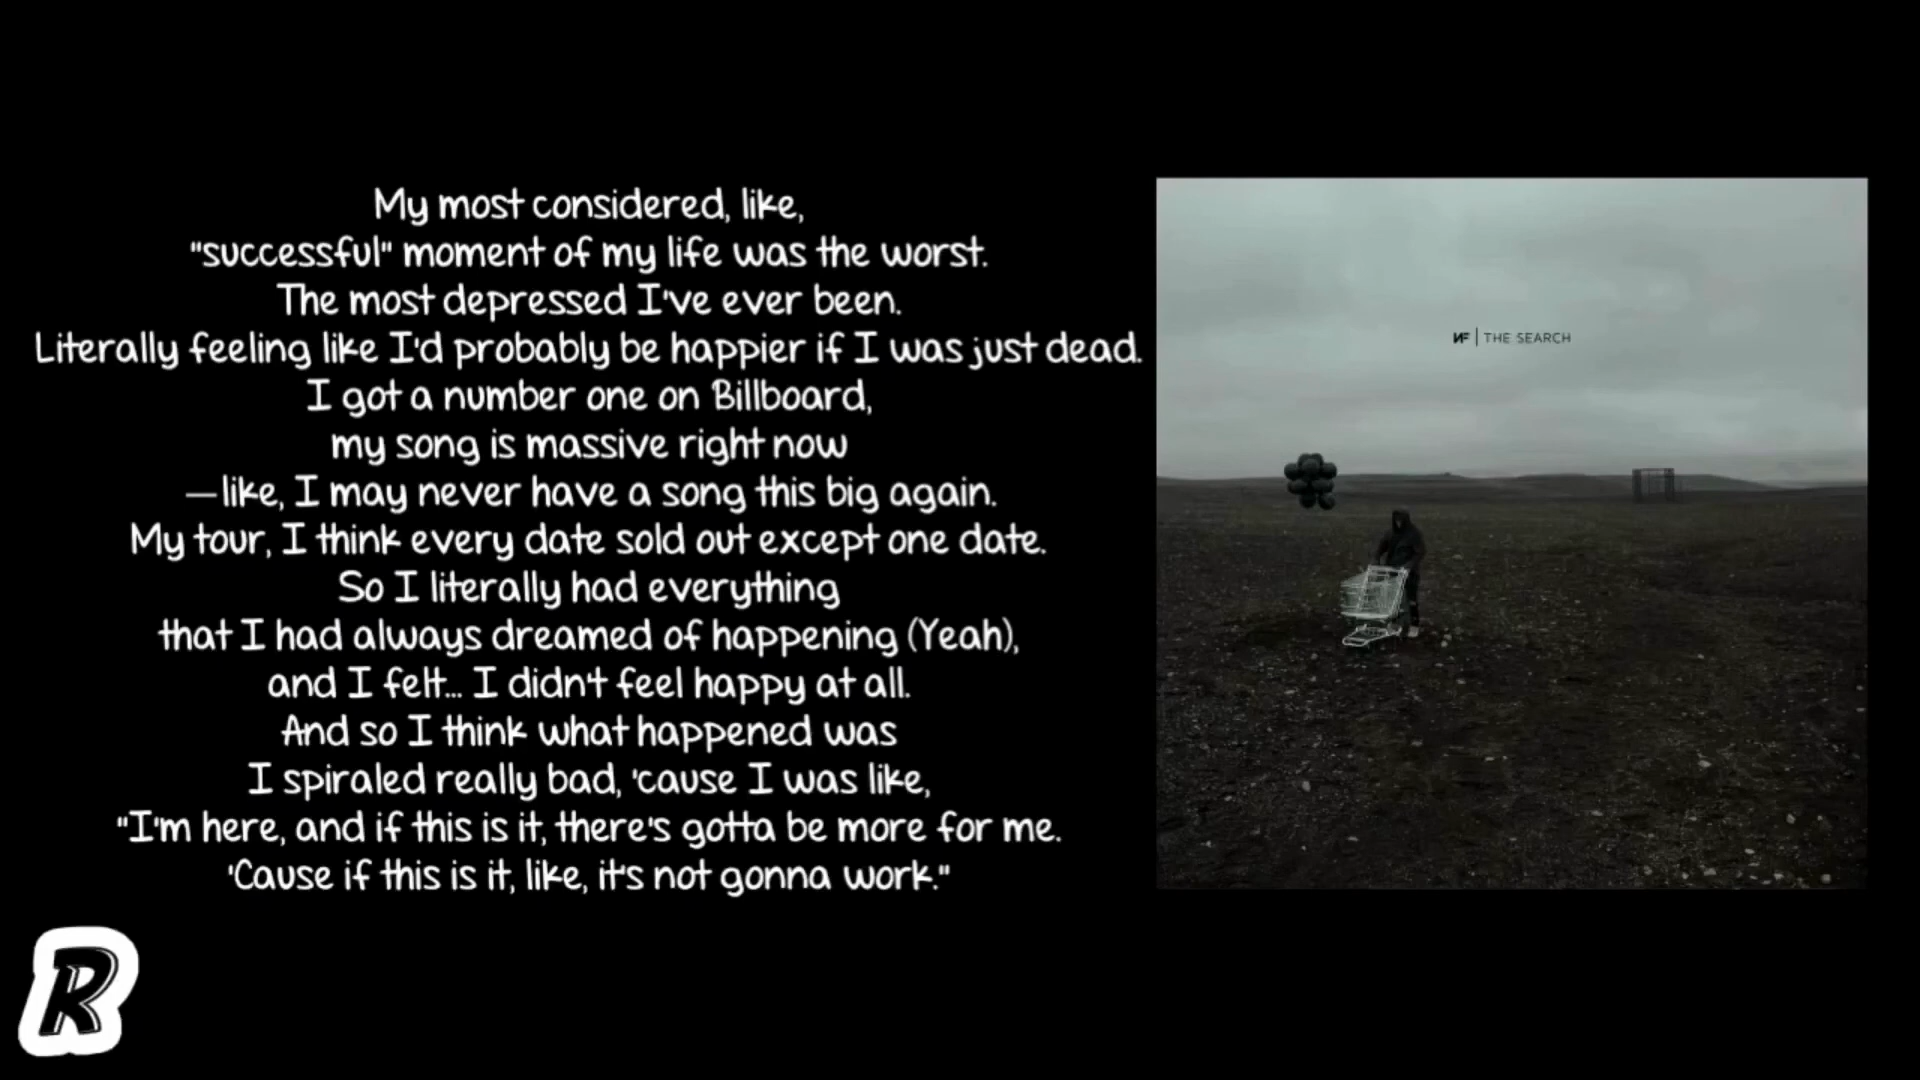 My most considered, like,
"successful" moment of my life was the worst.
The most depressed I've ever been.
Literally feeling like I'd probably be happier if I was just dead.
I got a number one on Billboard,
my song is massive right now
—like, I may never have a song this big again.
My tour, I think every date sold out except one date.
So I literally had everything
that I had always dreamed of happening (Yeah),
and I felt... I didn't feel happy at all.
And so I think what happened was
I spiraled really bad, 'cause I was like,
"I'm here, and if this is it, there's gotta be more for me.
'Cause if this is it, like, it's not gonna work."
NF | THE SEARCH
R